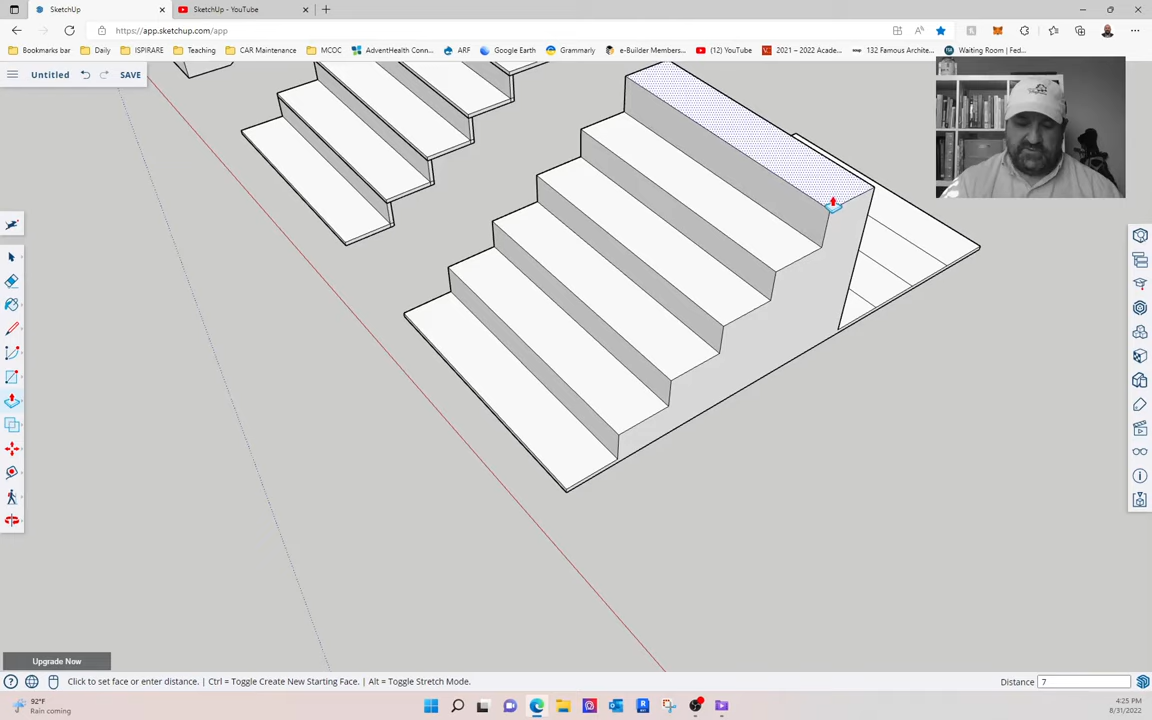 SketchUp
SketchUp - YouTube
https://app.sketchup.com/app
Bookmarks bar
Daily
ISPIRARE
Teaching
CAR Maintenance
MCOC
AdventHealth Conn...
ARF
Google Earth
Grammarly
e-Builder Members...
(12) YouTube
2021 – 2022 Acade...
132 Famous Archite...
Waiting Room | Fed...
Untitled
SAVE
Upgrade Now
Click to set face or enter distance. | Ctrl = Toggle Create New Starting Face. | Alt = Toggle Stretch Mode.
Distance
7
92°F
Rain coming
4:25 PM
8/31/2022